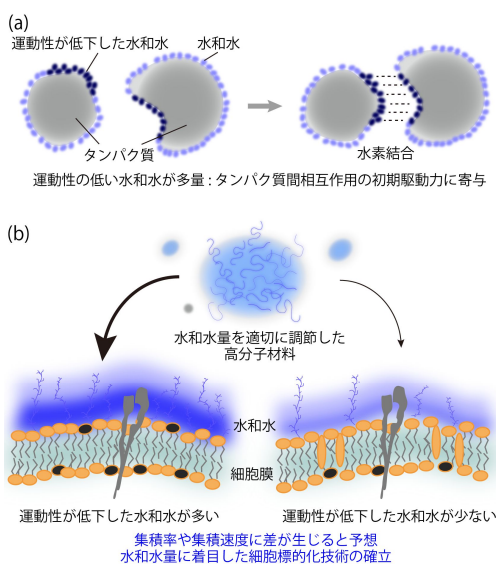 (a)
運動性が低下した水和水
水和水
タンパク質
水素結合
運動性の低い水和水が多量 : タンパク質間相互作用の初期駆動力に寄与
(b)
水和水量を適切に調節した
高分子材料
水和水
細胞膜
運動性が低下した水和水が多い
運動性が低下した水和水が少ない
集積率や集積速度に差が生じると予想
水和水量に着目した細胞標的化技術の確立